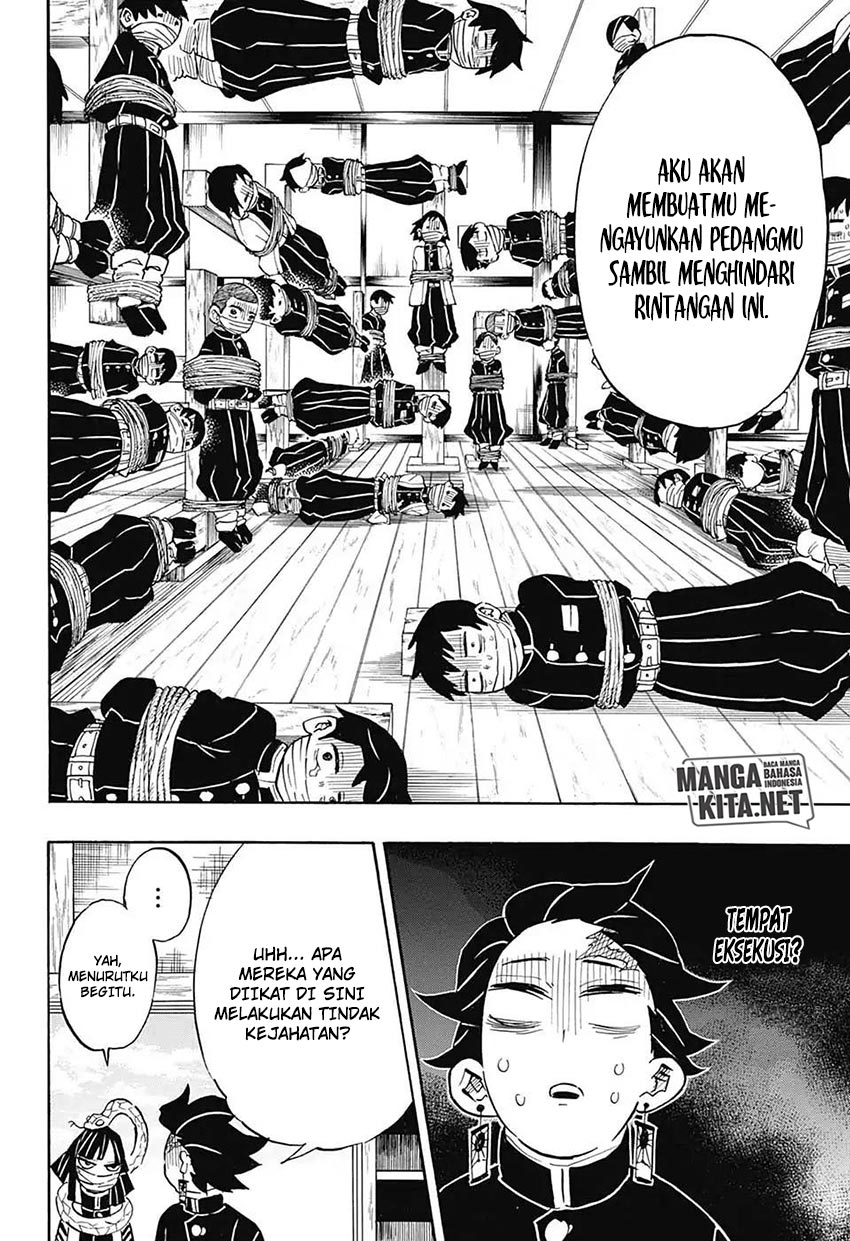 AKU AKAN
MEMBUATMU ME-
NGAYUNKAN PEDANGMU
SAMBIL MENGHINDARI
RINTANGAN INI.
MANGA
KITA.NET
BACA MANGA
BAHASA
INDONESIA
TEMPAT
EKSEKUSI?
UHH... APA
MEREKA YANG
DIIKAT DI SINI
MELAKUKAN TINDAK
KEJAHATAN?
...
YAH,
MENURUTKU
BEGITU.